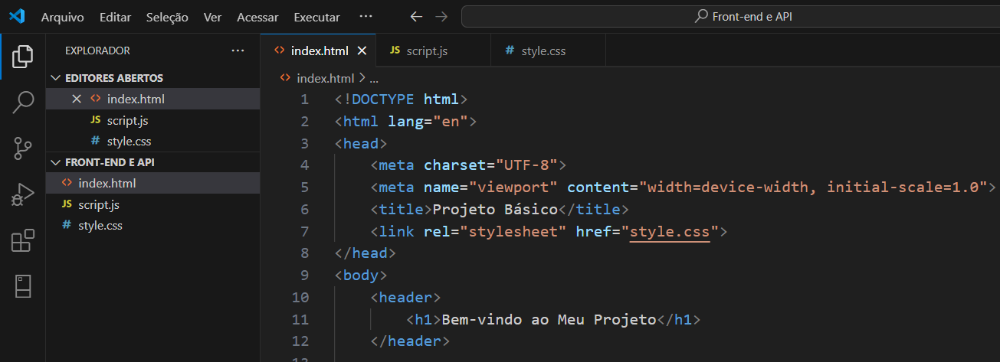 Arquivo Editar Seleção Ver Acessar Executar ··· Front-end e API
EXPLORADOR ···
EDITORES ABERTOS
index.html
JS script.js
# style.css
FRONT-END E API
index.html
JS script.js
# style.css
index.html JS script.js # style.css
index.html > ...
1 <!DOCTYPE html>
2 <html lang="en">
3 <head>
4 <meta charset="UTF-8">
5 <meta name="viewport" content="width=device-width, initial-scale=1.0">
6 <title>Projeto Básico</title>
7 <link rel="stylesheet" href="style.css">
8 </head>
9 <body>
10 <header>
11 <h1>Bem-vindo ao Meu Projeto</h1>
12 </header>
13